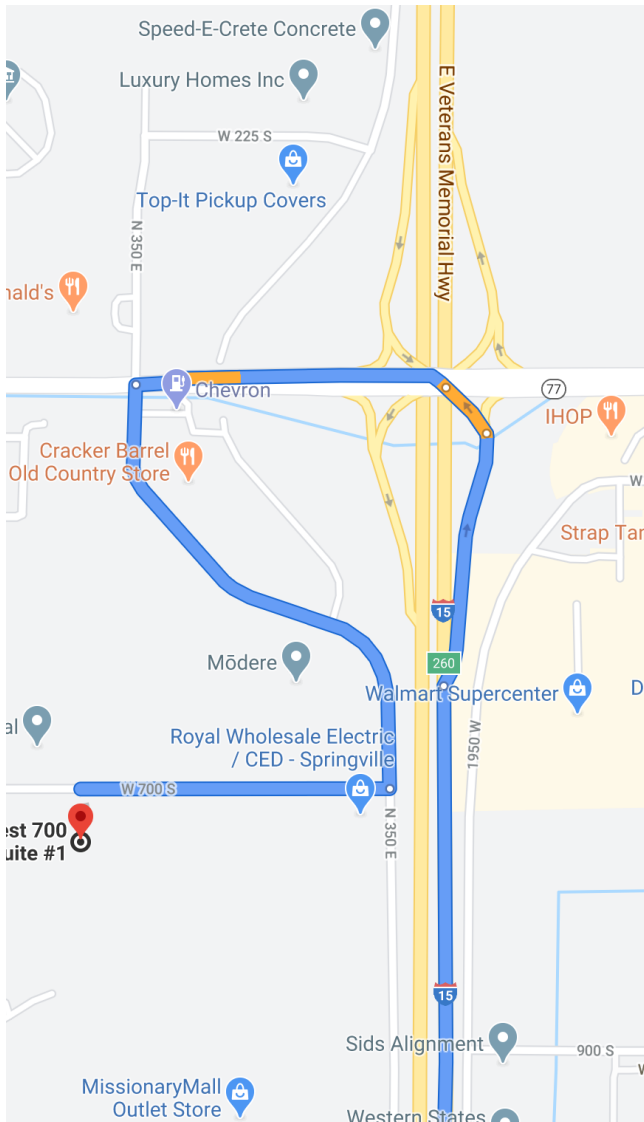 Speed-E-Crete Concrete
Luxury Homes Inc
E Veterans Memorial Hwy
W 225 S
Top-It Pickup Covers
N 350 E
nald's
Chevron
77
IHOP
Cracker Barrel
Old Country Store
W
Strap Tar
15
Mōdere
260
Walmart Supercenter
D
al
Royal Wholesale Electric
/ CED - Springville
1950 W
W 700 S
est 700
uite #1
N 350 E
15
Sids Alignment
900 S
W
MissionaryMall
Outlet Store
Western States